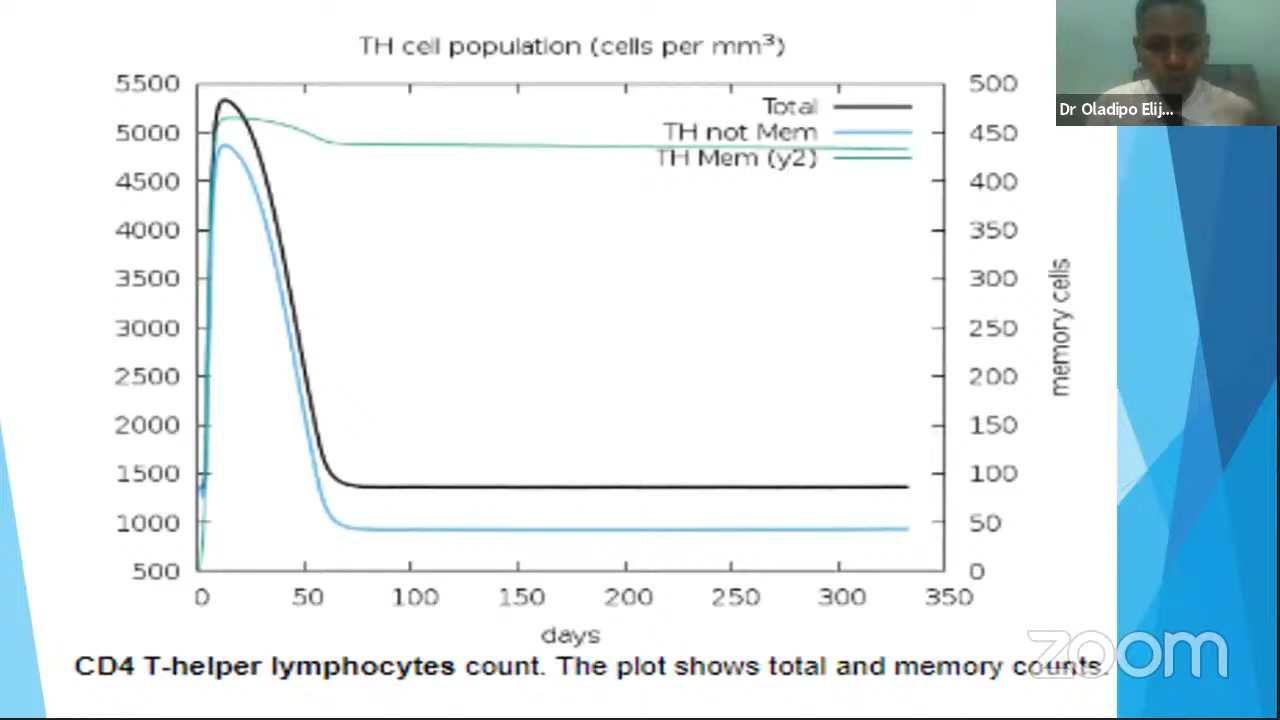 TH cell population (cells per mm³)
Dr Oladipo Elij...
5500
5000
4500
4000
3500
3000
2500
2000
1500
1000
500
Total
TH not Mem
TH Mem (y2)
500
450
400
350
300
250
200
150
100
50
0
memory cells
0 50 100 150 200 250 300 350
days
CD4 T-helper lymphocytes count. The plot shows total and memory counts.
zoom